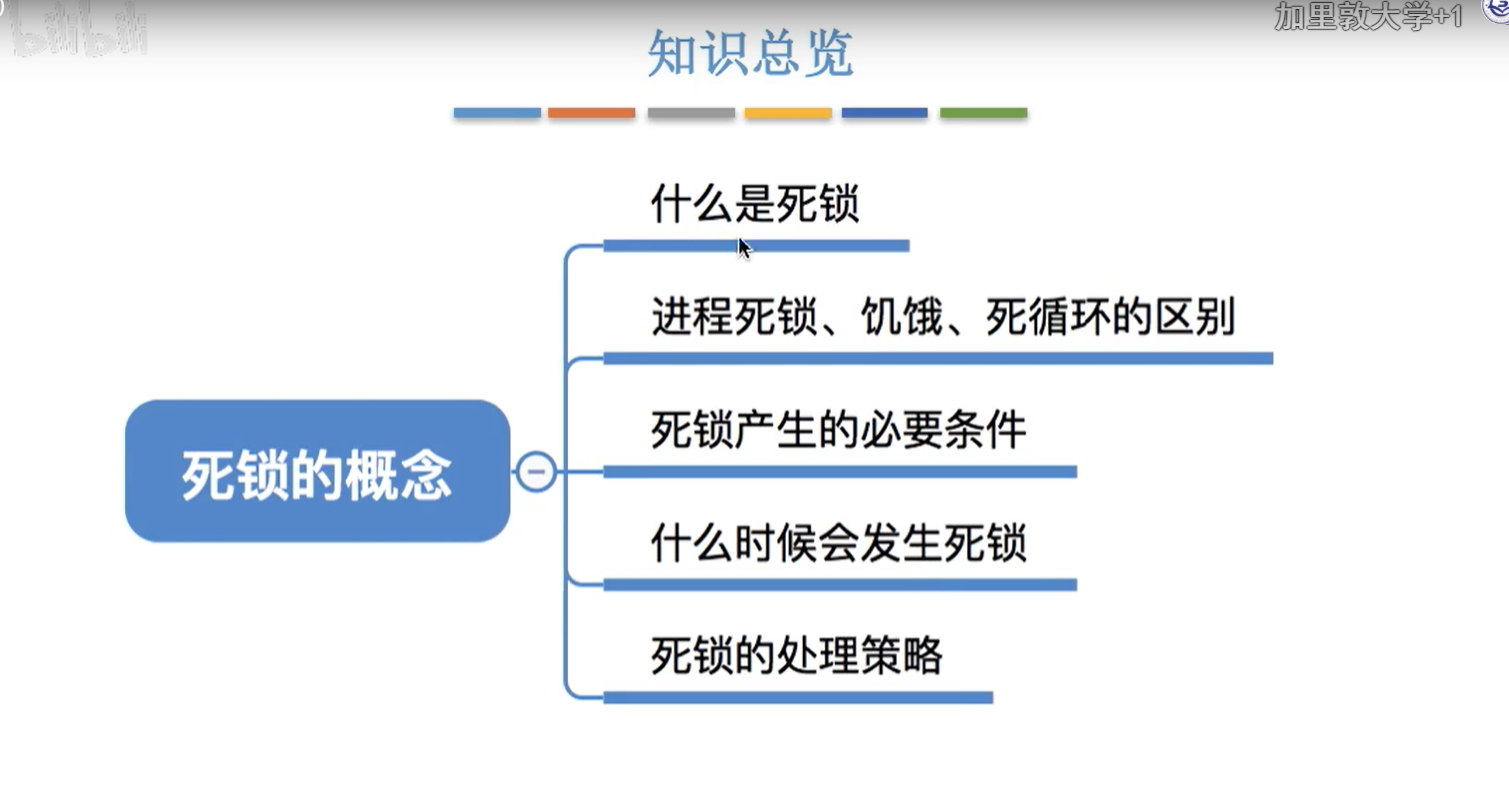 bilibili
加里敦大学+1
知识总览
什么是死锁
进程死锁、饥饿、死循环的区别
死锁产生的必要条件
死锁的概念
什么时候会发生死锁
死锁的处理策略